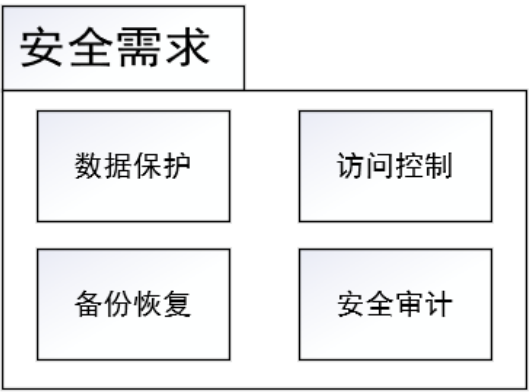 安全需求
数据保护
访问控制
备份恢复
安全审计